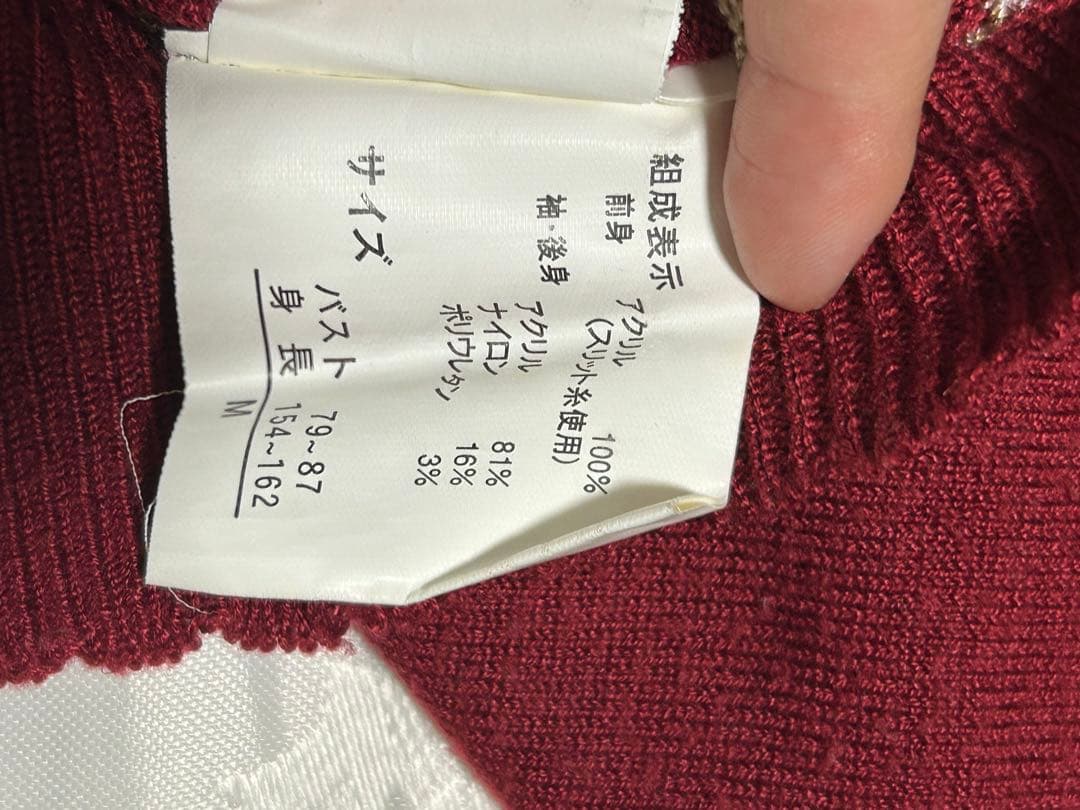 組成表示
前身 アクリル 100%
(スリット糸使用)
袖・後身 アクリル 81%
ナイロン 16%
ポリウレタン 3%
サイズ
バスト 79~87
身長 154~162
M